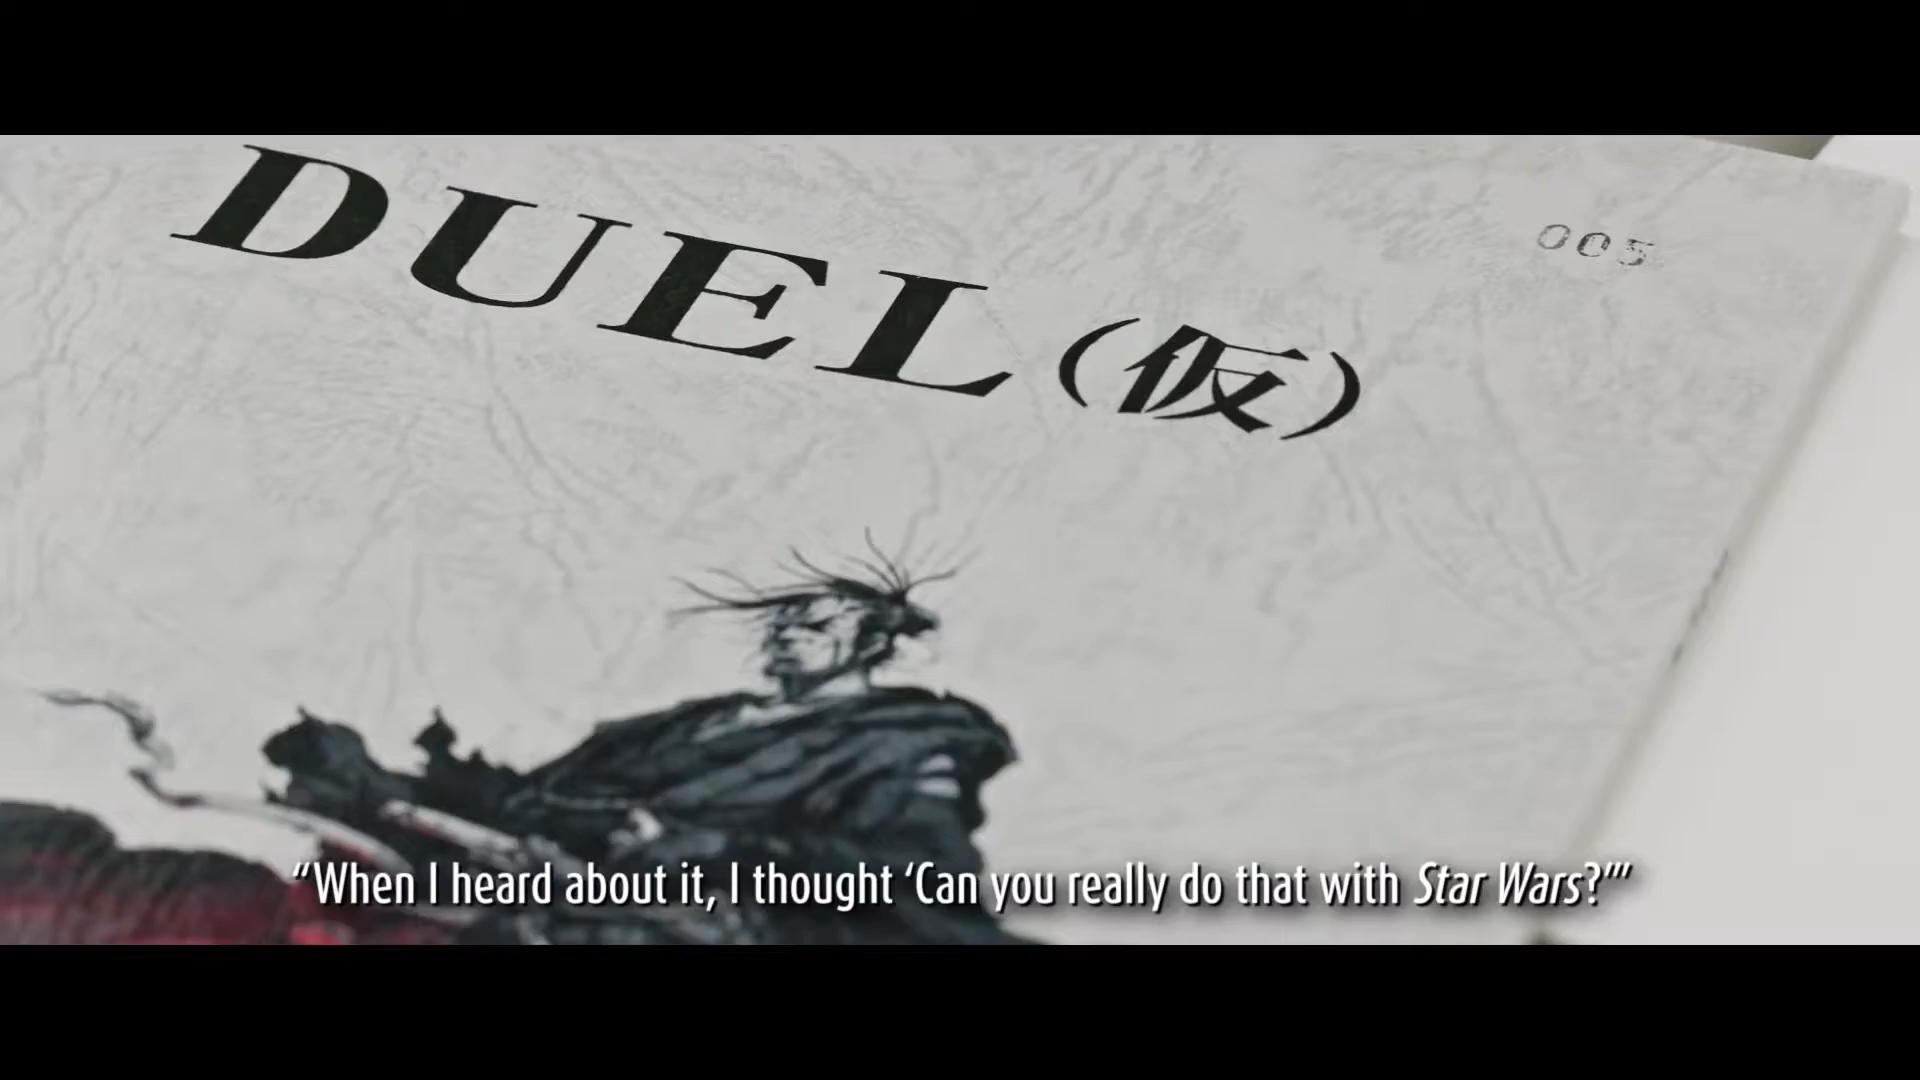 DUEL(仮)
005
“When I heard about it, I thought ‘Can you really do that with Star Wars?’”